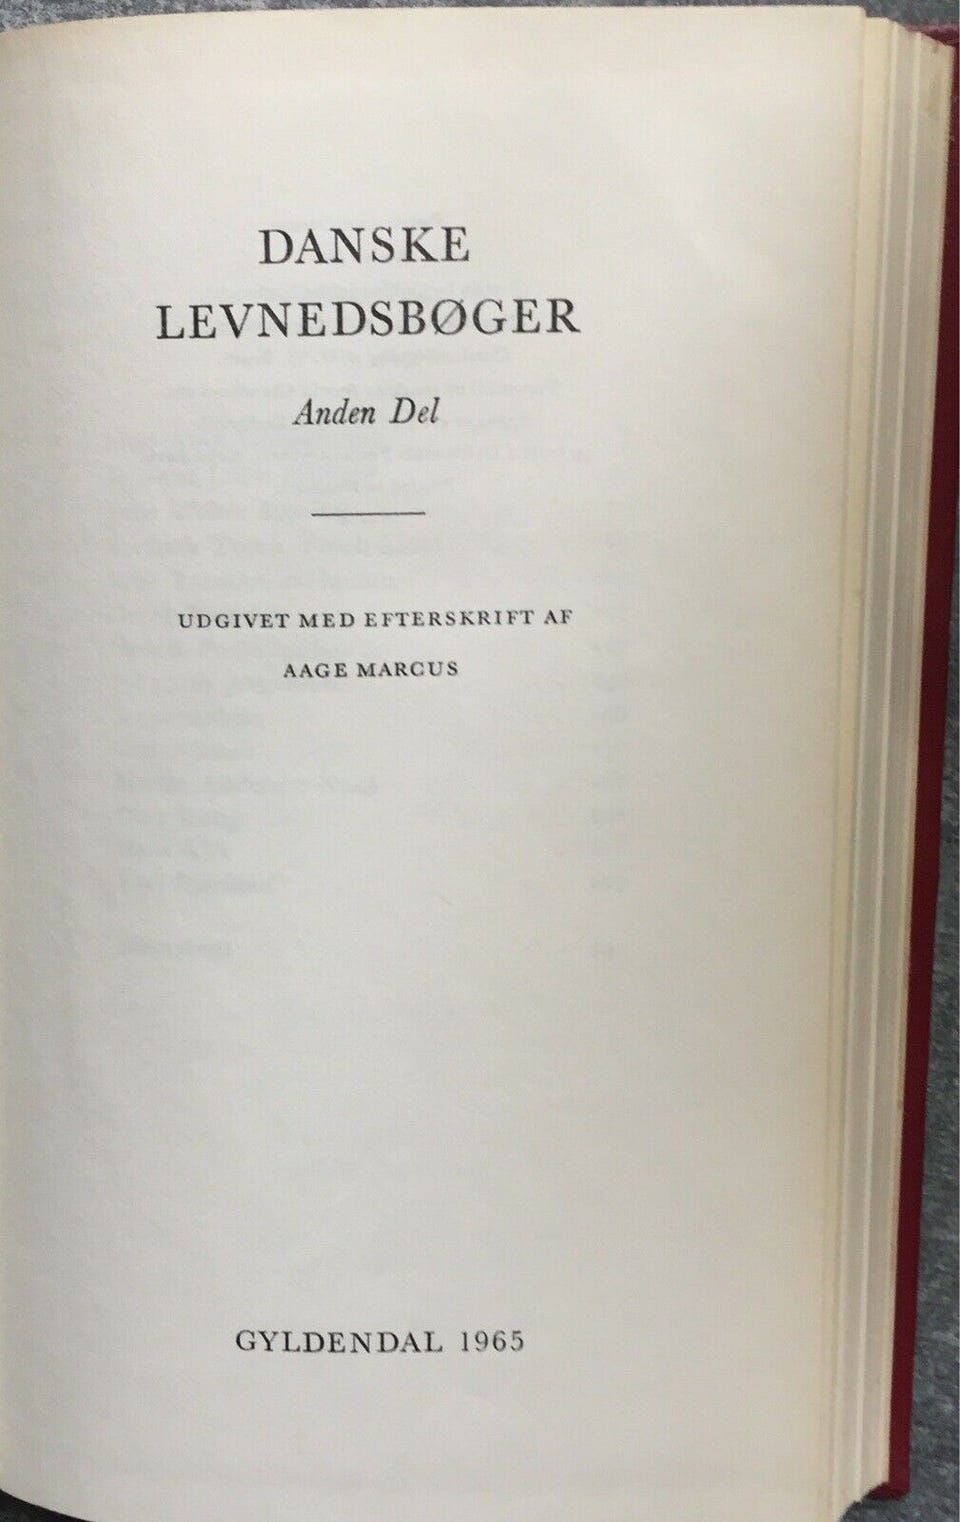 DANSKE
LEVNEDSBØGER
Anden Del
UDGIVET MED EFTERSKRIFT AF
AAGE MARCUS
GYLDENDAL 1965